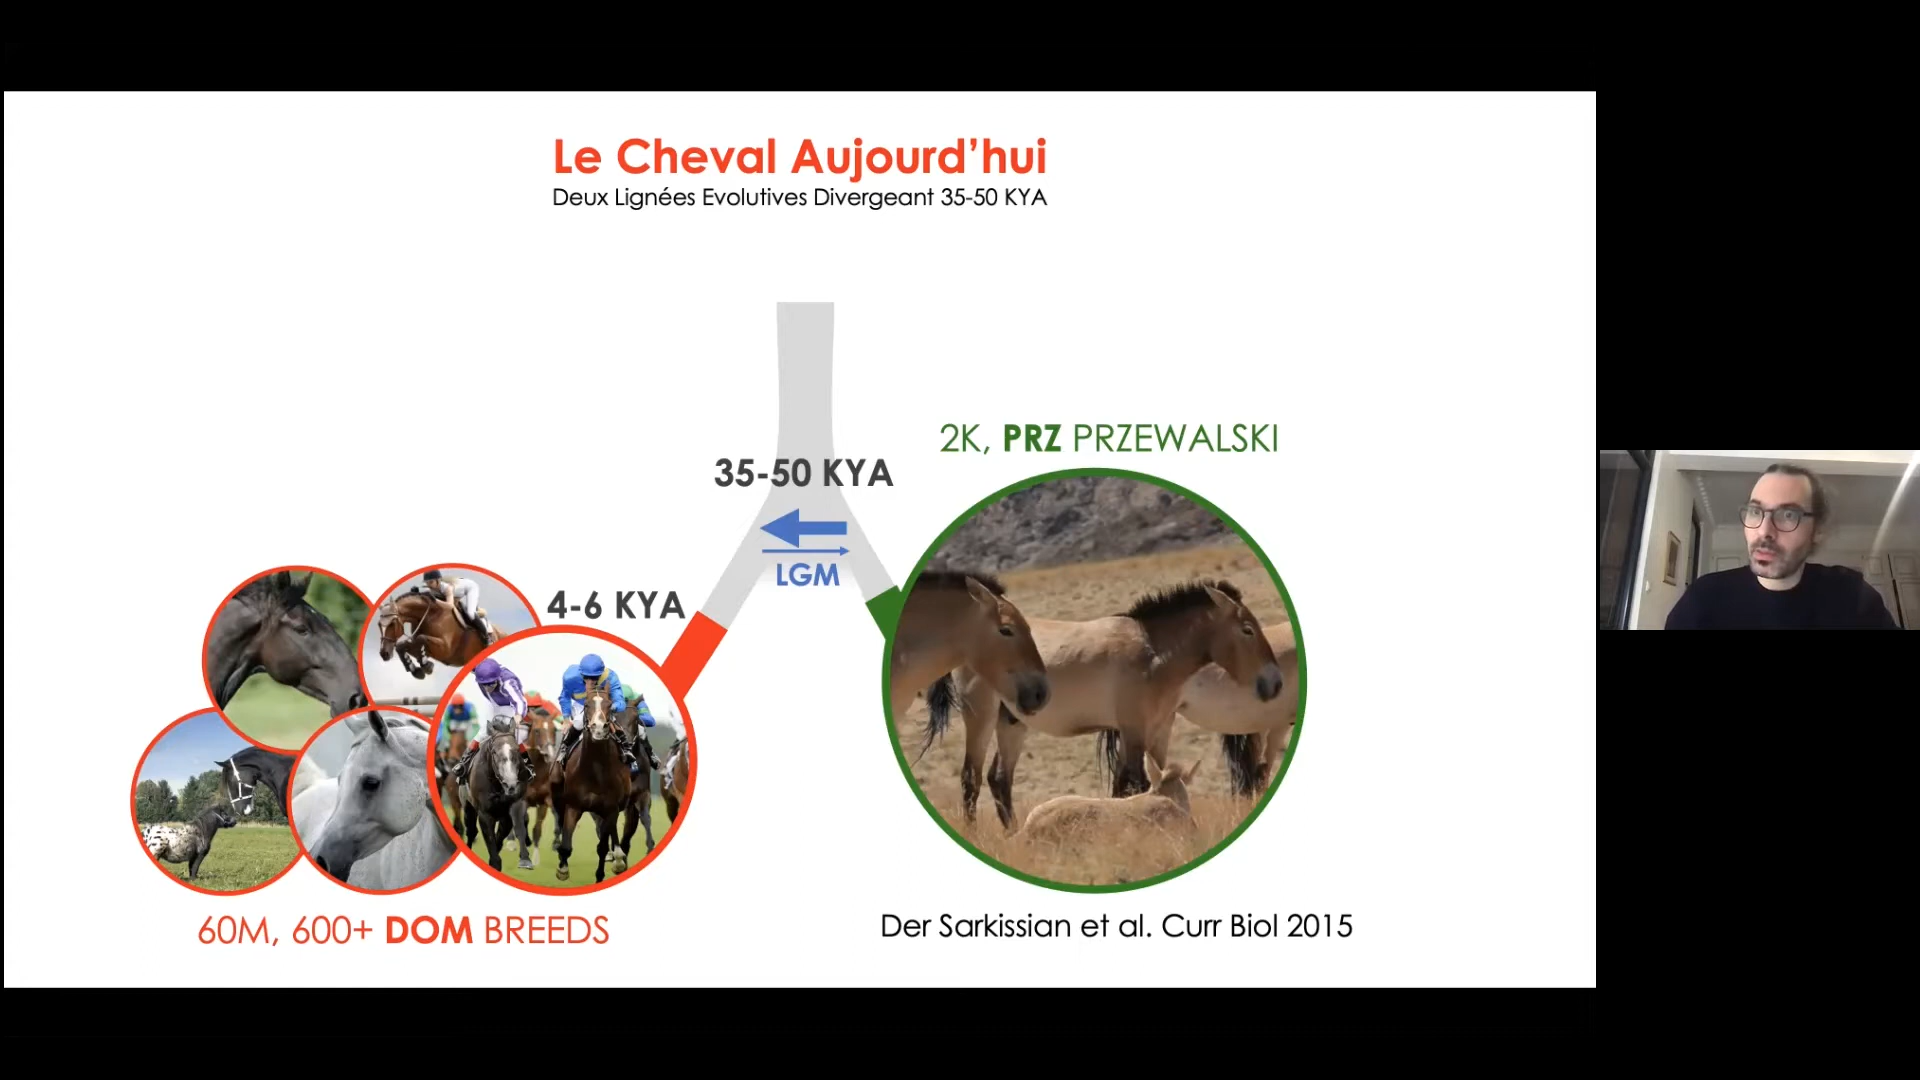 Le Cheval Aujourd’hui
Deux Lignées Evolutives Divergeant 35-50 KYA
2K, PRZ PRZEWALSKI
35-50 KYA
LGM
4-6 KYA
60M, 600+ DOM BREEDS
Der Sarkissian et al. Curr Biol 2015